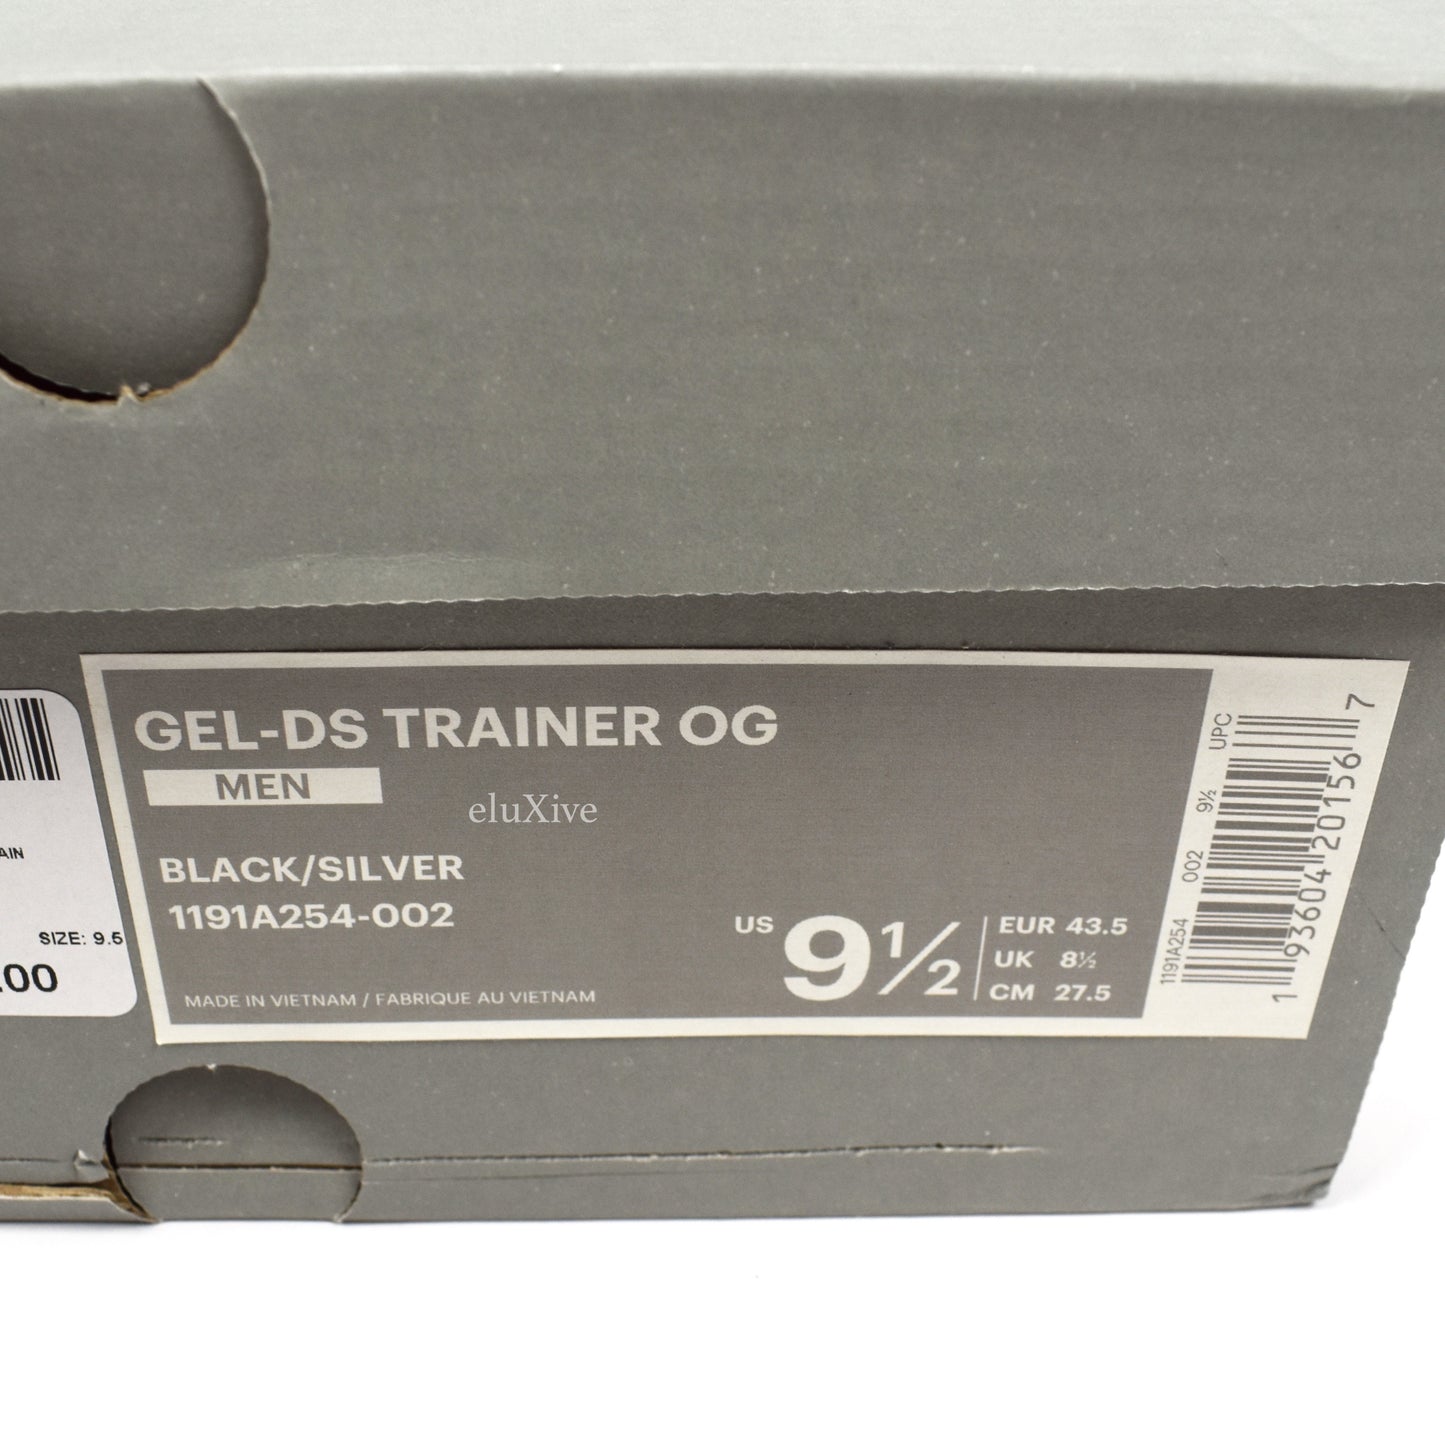 GEL-DS TRAINER OG
MEN
eluXive
BLACK/SILVER
1191A254-002
MADE IN VIETNAM / FABRIQUE AU VIETNAM
US 9½
EUR 43.5
UK 8½
CM 27.5
1191A254 002 9½ UPC
1 93604 20156 7
SIZE: 9.5
.00